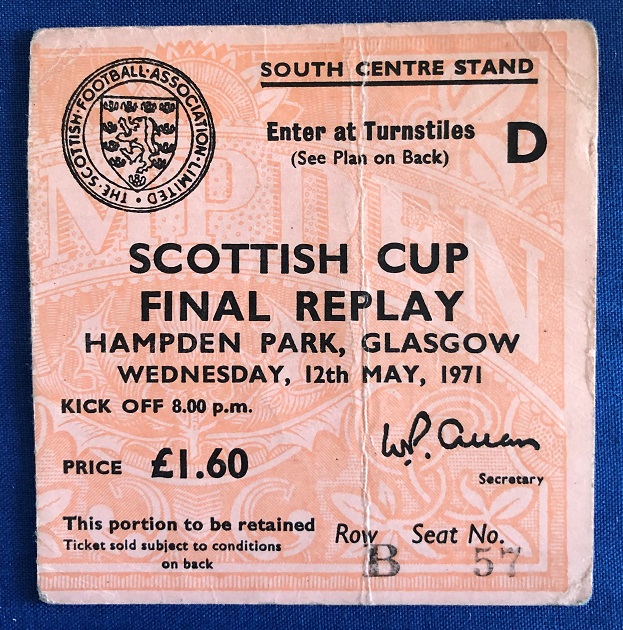 THE · SCOTTISH · FOOTBALL · ASSOCIATION · LIMITED ·
SOUTH CENTRE STAND
Enter at Turnstiles
(See Plan on Back)
D
HAMPDEN
SCOTTISH CUP
FINAL REPLAY
HAMPDEN PARK, GLASGOW
WEDNESDAY, 12th MAY, 1971
KICK OFF 8.00 p.m.
PRICE £1.60
Secretary
This portion to be retained
Ticket sold subject to conditions
on back
Row Seat No.
B 57